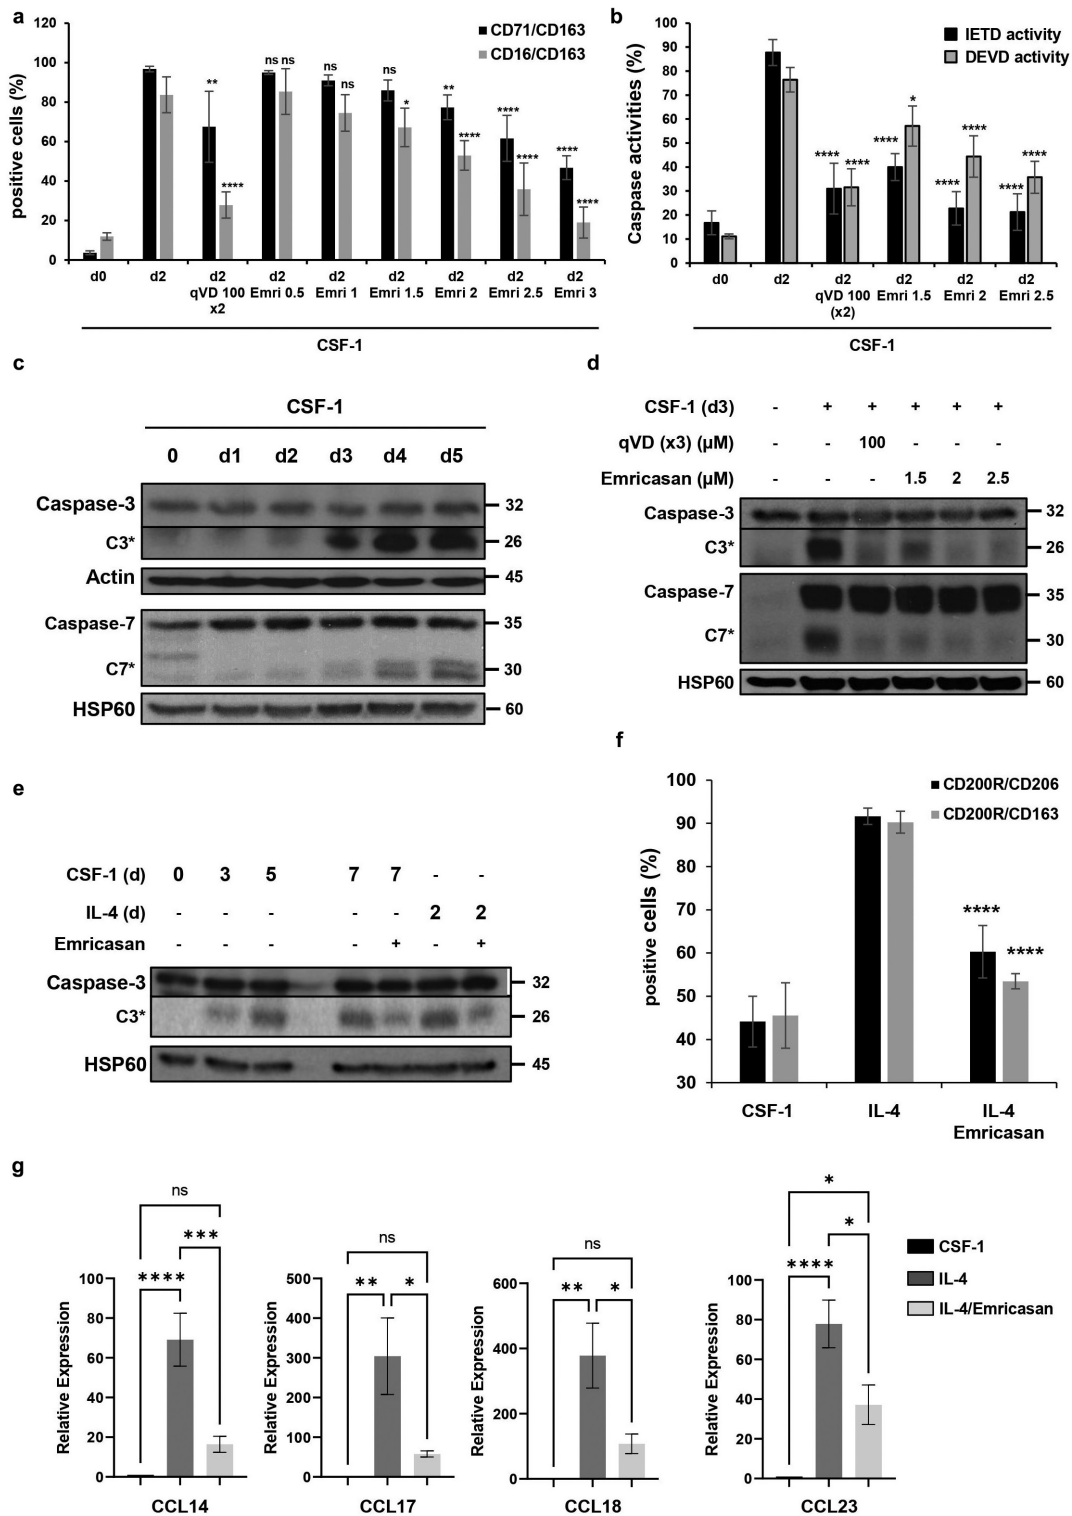 a
120
100
80
60
40
20
0
positive cells (%)
CD71/CD163
CD16/CD163
**
****
ns ns
ns
ns
ns
*
**
****
****
****
****
****
d0
d2
d2
qVD 100
x2
d2
Emri 0.5
d2
Emri 1
d2
Emri 1.5
d2
Emri 2
d2
Emri 2.5
d2
Emri 3
CSF-1
b
100
90
80
70
60
50
40
30
20
10
0
Caspase activities (%)
IETD activity
DEVD activity
****
****
****
*
****
****
****
****
d0
d2
d2
qVD 100
(x2)
d2
Emri 1.5
d2
Emri 2
d2
Emri 2.5
CSF-1
c
CSF-1
0 d1 d2 d3 d4 d5
Caspase-3 32
C3* 26
Actin 45
Caspase-7 35
C7* 30
HSP60 60
d
CSF-1 (d3) - + + + + +
qVD (x3) (µM) - - 100 - - -
Emricasan (µM) - - - 1.5 2 2.5
Caspase-3 32
C3* 26
Caspase-7 35
C7* 30
HSP60 60
e
CSF-1 (d) 0 3 5 7 7 - -
IL-4 (d) - - - - - 2 2
Emricasan - - - - + - +
Caspase-3 32
C3* 26
HSP60 45
f
100
90
80
70
60
50
40
30
positive cells (%)
CD200R/CD206
CD200R/CD163
****
****
CSF-1
IL-4
IL-4
Emricasan
g
ns
***
****
100
80
60
40
20
0
Relative Expression
CCL14
ns
** *
500
400
300
200
100
0
Relative Expression
CCL17
ns
** *
600
400
200
0
Relative Expression
CCL18
*
*
****
100
80
60
40
20
0
Relative Expression
CCL23
CSF-1
IL-4
IL-4/Emricasan